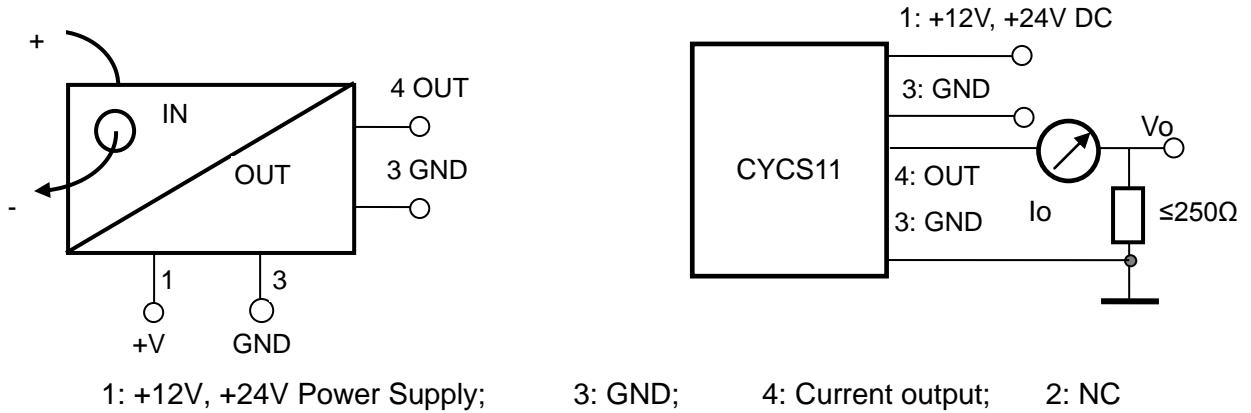 +
-
IN
OUT
4 OUT
3 GND
1
3
+V
GND
1: +12V, +24V DC
3: GND
CYCS11
4: OUT
3: GND
Io
Vo
≤250Ω
1: +12V, +24V Power Supply; 3: GND; 4: Current output; 2: NC